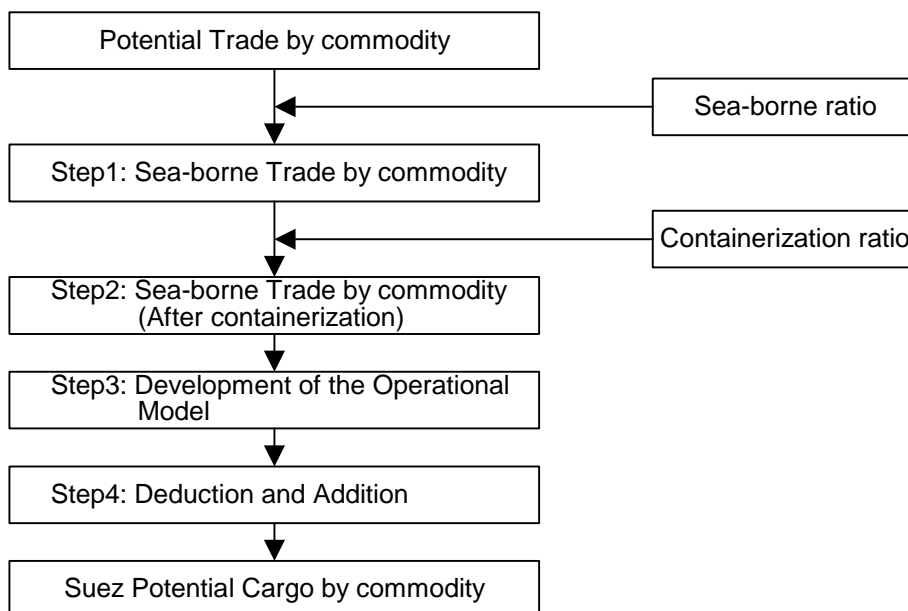 Potential Trade by commodity
Sea-borne ratio
Step1: Sea-borne Trade by commodity
Containerization ratio
Step2: Sea-borne Trade by commodity
(After containerization)
Step3: Development of the Operational
Model
Step4: Deduction and Addition
Suez Potential Cargo by commodity